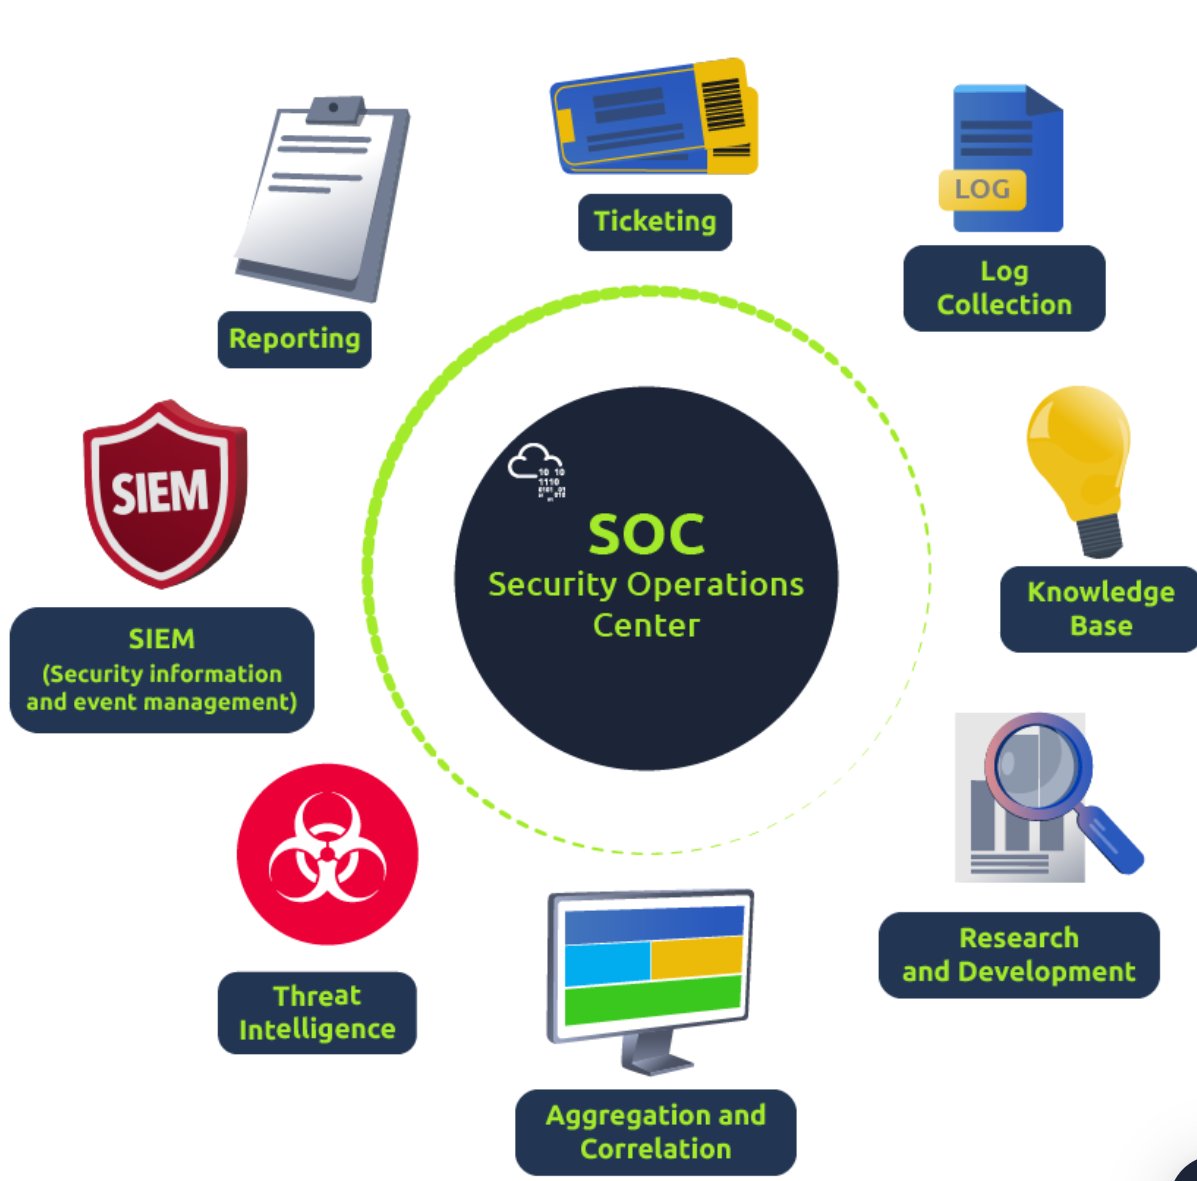 Ticketing
LOG
Log
Collection
Reporting
SIEM
SIEM
(Security information
and event management)
10 10
1110
SOC
Security Operations
Center
Knowledge
Base
Research
and Development
Threat
Intelligence
Aggregation and
Correlation